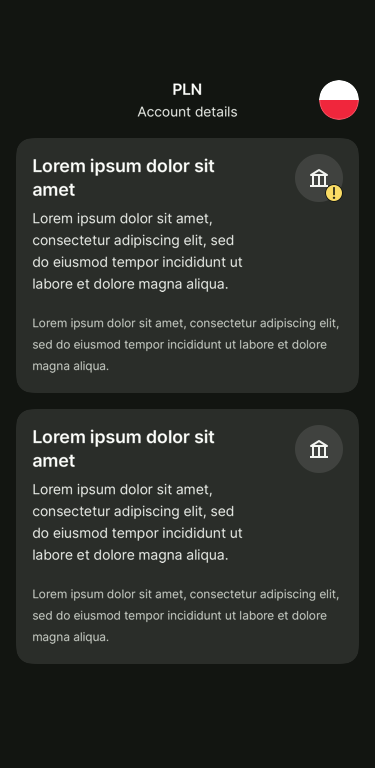 PLN
Account details
Lorem ipsum dolor sit
amet
Lorem ipsum dolor sit amet,
consectetur adipiscing elit, sed
do eiusmod tempor incididunt ut
labore et dolore magna aliqua.
Lorem ipsum dolor sit amet, consectetur adipiscing elit,
sed do eiusmod tempor incididunt ut labore et dolore
magna aliqua.
Lorem ipsum dolor sit
amet
Lorem ipsum dolor sit amet,
consectetur adipiscing elit, sed
do eiusmod tempor incididunt ut
labore et dolore magna aliqua.
Lorem ipsum dolor sit amet, consectetur adipiscing elit,
sed do eiusmod tempor incididunt ut labore et dolore
magna aliqua.